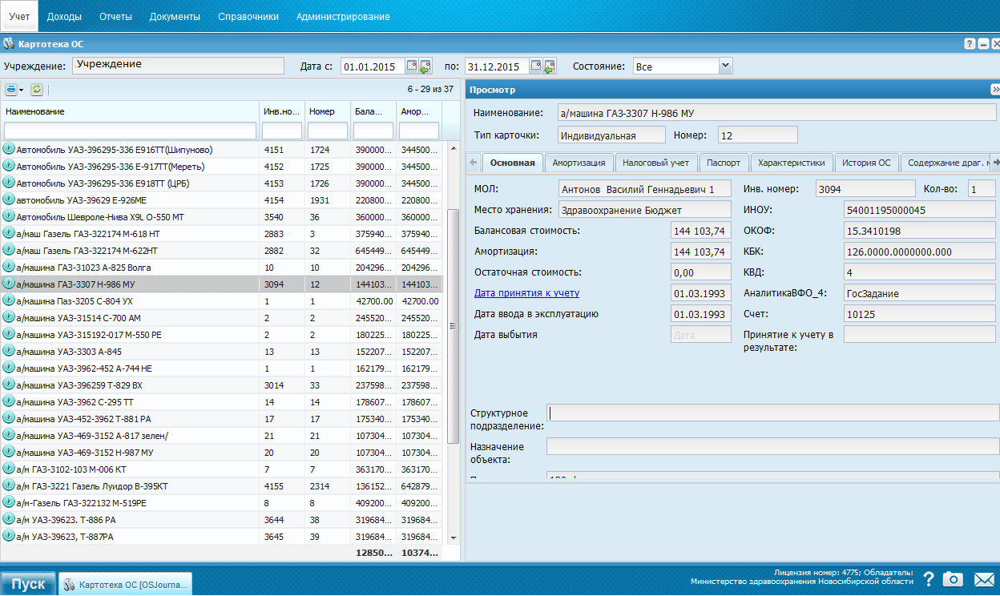 Учет Доходы Отчеты Документы Справочники Администрирование
Картотека ОС
Учреждение: Учреждение Дата с: 01.01.2015 по: 31.12.2015 Состояние: Все
6 - 29 из 37
Наименование Инв.но... Номер Бала... Амор...
Автомобиль УАЗ-396295-336 Е916ТТ(Шипуново) 4151 1724 390000... 344500...
Автомобиль УАЗ-396295-336 Е-917ТТ(Мереть) 4152 1725 390000... 344500...
Автомобиль УАЗ-396295-336 Е918ТТ (ЦРБ) 4153 1726 390000... 344500...
автомобиль УАЗ-39629 Е-926МЕ 4154 1931 220800... 220800...
Автомобиль Шевроле-Нива X9L О-550 МТ 3540 36 360000... 360000...
а/маш Газель ГАЗ-322174 М-618 НТ 2883 3 375940... 375940...
а/маш Газель ГАЗ-322174 М-622НТ 2882 32 645449... 645449...
а/машина ГАЗ-31023 А-825 Волга 10 10 204296... 204296...
а/машина ГАЗ-3307 Н-986 МУ 3094 12 144103... 144103...
а/машина Паз-3205 С-804 УХ 1 1 42700.00 42700.00
а/машина УАЗ-31514 С-700 АМ 2 2 245520... 245520...
а/машина УАЗ-315192-017 М-550 РЕ 2 2 180225... 180225...
а/машина УАЗ-3303 А-845 13 13 152207... 152207...
а/машина УАЗ-3962-452 А-744 НЕ 1 1 162179... 162179...
а/машина УАЗ-396259 Т-829 ВХ 3014 33 237598... 237598...
а/машина УАЗ-3962 С-295 ТТ 14 14 178607... 178607...
а/машина УАЗ-452-3962 Т-881 РА 17 17 175340... 175340...
а/машина УАЗ-469-3152 А-817 зелен/ 21 21 107304... 107304...
а/машина УАЗ-469-3152 Н-987 МУ 20 20 107304... 107304...
а/м ГАЗ-3102-103 М-006 КТ 7 7 363170... 363170...
а/м ГАЗ-3221 Газель Луидор В-395КТ 4155 2314 136152... 642879...
а/м-Газель ГАЗ-322132 М-519РЕ 8 8 409200... 409200...
а/м УАЗ-39623. Т-886 РА 3644 38 319684... 319684...
а/м УАЗ-39623, Т-887РА 3645 39 319684... 319684...
12850... 10374...
Просмотр
Наименование: а/машина ГАЗ-3307 Н-986 МУ
Тип карточки: Индивидуальная Номер: 12
Основная Амортизация Налоговый учет Паспорт Характеристики История ОС Содержание драг. м
МОЛ: Антонов Василий Геннадьевич 1 Инв. номер: 3094 Кол-во: 1
Место хранения: Здравоохранение Бюджет ИНОУ: 54001195000045
Балансовая стоимость: 144 103,74 ОКОФ: 15.3410198
Амортизация: 144 103,74 КБК: 126.0000.0000000.000
Остаточная стоимость: 0,00 КВД: 4
Дата принятия к учету 01.03.1993 АналитикаВФО_4: ГосЗадание
Дата ввода в эксплуатацию 01.03.1993 Счет: 10125
Дата выбытия Дата Принятие к учету в
результате:
Структурное
подразделение:
Назначение
объекта:
Пуск Картотека ОС [OSJourna...
Лицензия номер: 4775; Обладатель:
Министерство здравоохранения Новосибирской области